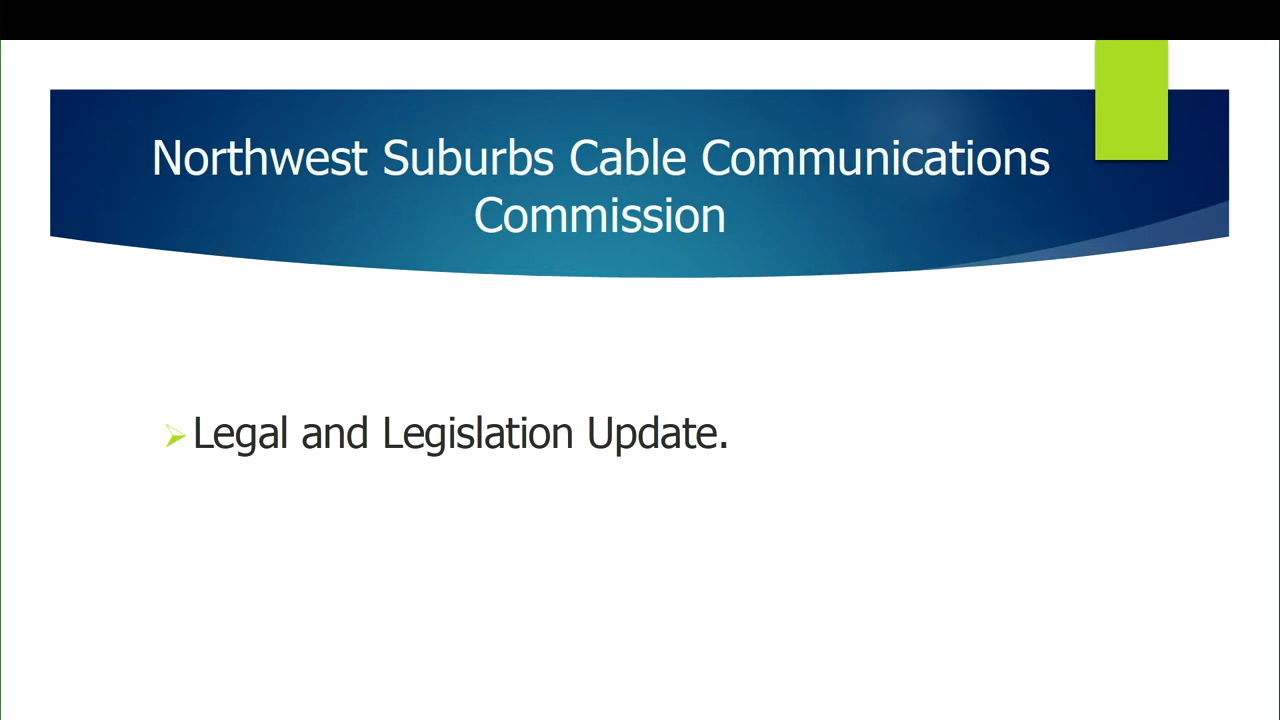 Northwest Suburbs Cable Communications
Commission
Legal and Legislation Update.